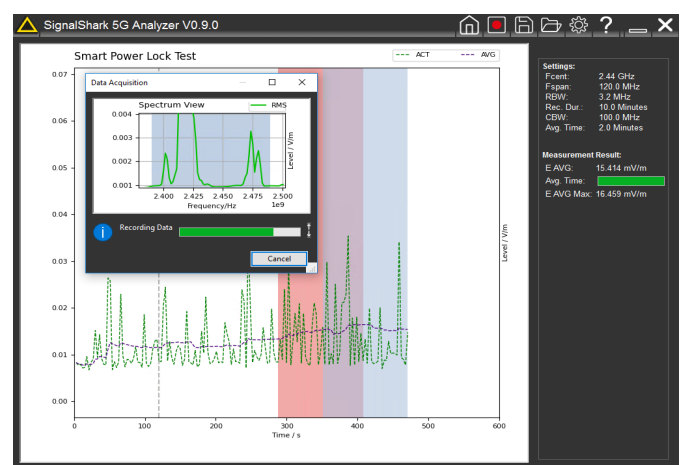 SignalShark 5G Analyzer V0.9.0
?
Smart Power Lock Test
ACT
AVG
0.07
0.06
0.05
0.04
0.03
0.02
0.01
0.00
0
100
200
300
400
500
600
Time / s
Level / V/m
Data Acquisition
Spectrum View
RMS
0.004
0.003
0.002
0.001
2.400
2.425
2.450
2.475
2.500
1e9
Frequency/Hz
Level / V/m
i
Recording Data
Cancel
Settings:
Fcent: 2.44 GHz
Fspan: 120.0 MHz
RBW: 3.2 MHz
Rec. Dur.: 10.0 Minutes
CBW: 100.0 MHz
Avg. Time: 2.0 Minutes
Measurement Result:
E AVG: 15.414 mV/m
Avg. Time:
E AVG Max: 16.459 mV/m